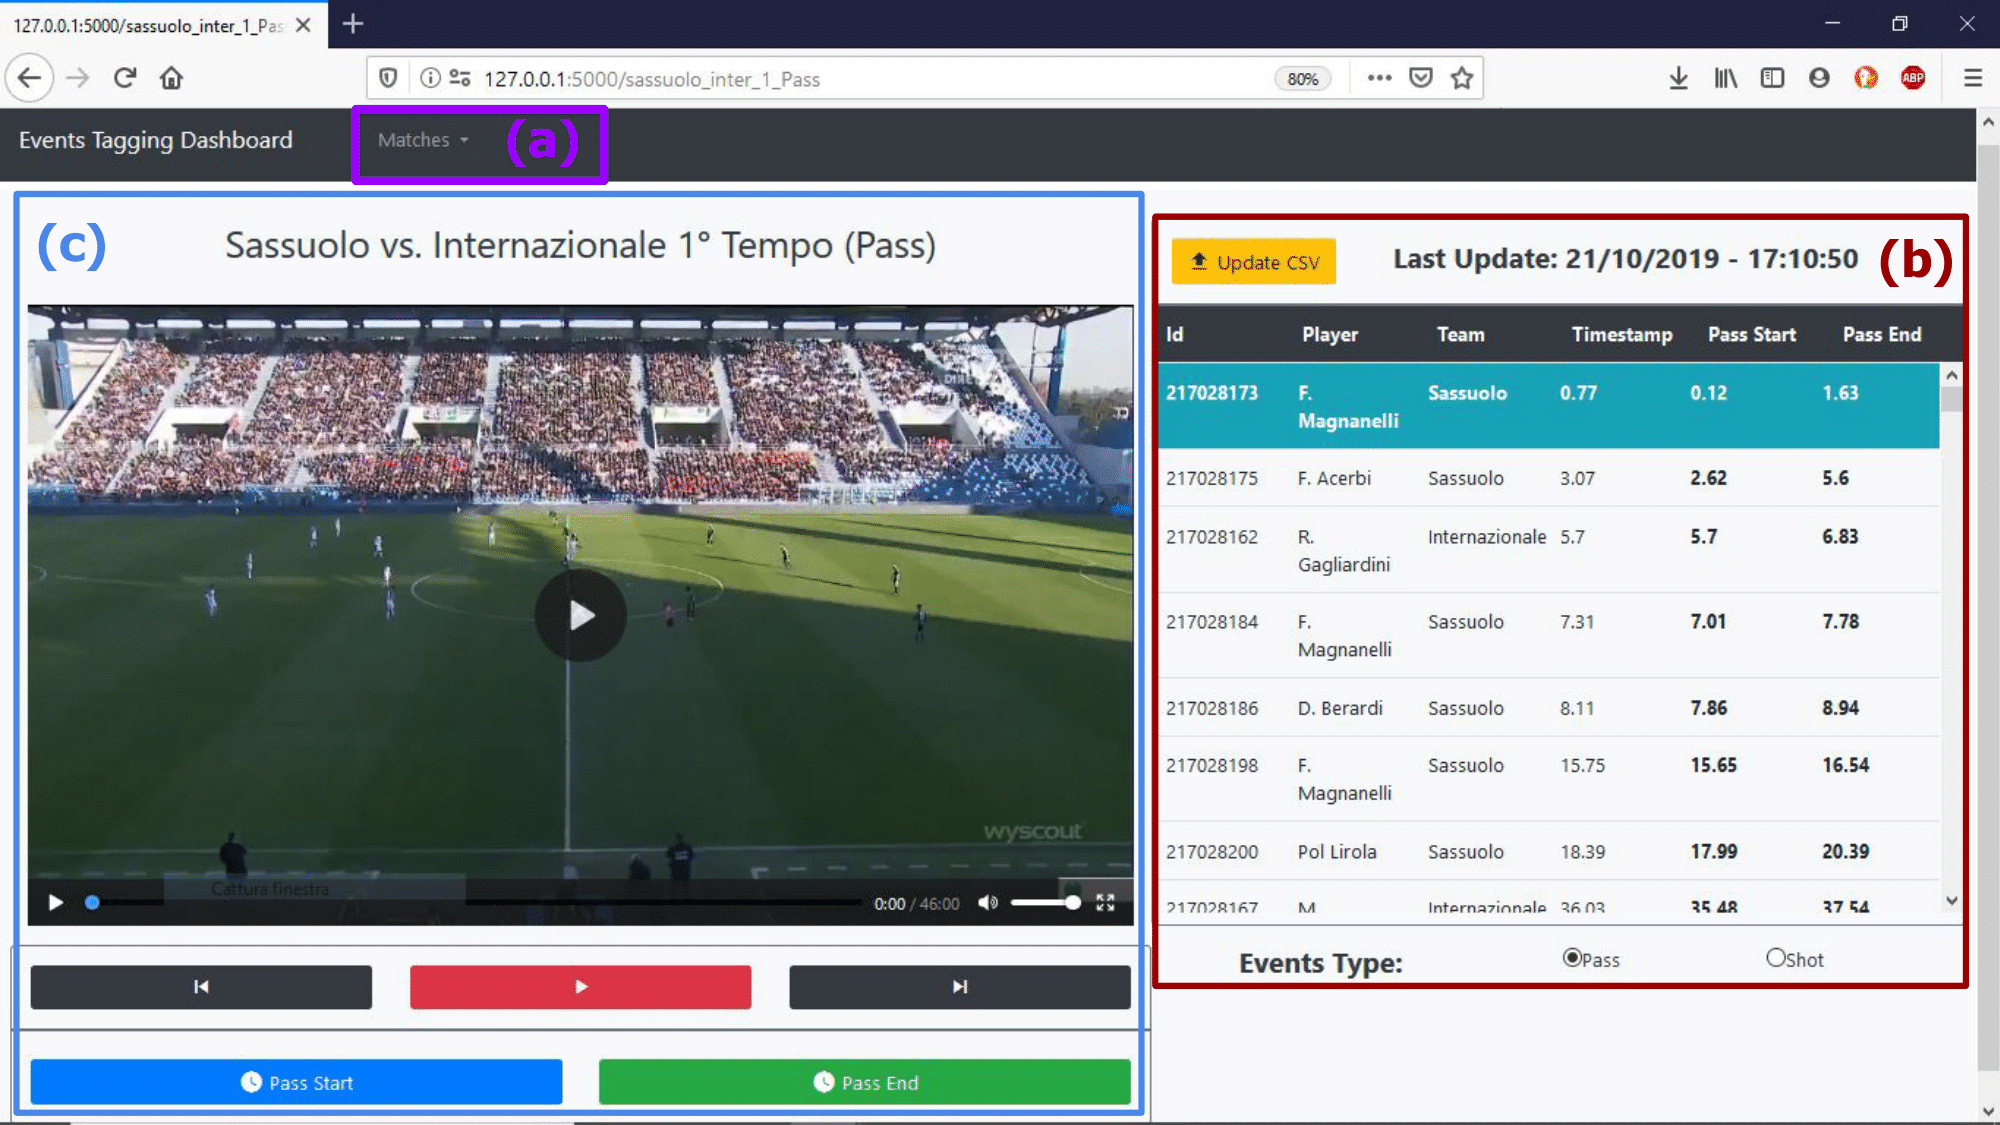 127.0.0.1:5000/sassuolo_inter_1_Pas
127.0.0.1:5000/sassuolo_inter_1_Pass
80%
ABP
Events Tagging Dashboard
Matches
(a)
(c)
Sassuolo vs. Internazionale 1° Tempo (Pass)
wyscout
Cattura finestra
0:00 / 46:00
Pass Start
Pass End
Update CSV
Last Update: 21/10/2019 - 17:10:50
(b)
Id Player Team Timestamp Pass Start Pass End
217028173 F. Magnanelli Sassuolo 0.77 0.12 1.63
217028175 F. Acerbi Sassuolo 3.07 2.62 5.6
217028162 R. Gagliardini Internazionale 5.7 5.7 6.83
217028184 F. Magnanelli Sassuolo 7.31 7.01 7.78
217028186 D. Berardi Sassuolo 8.11 7.86 8.94
217028198 F. Magnanelli Sassuolo 15.75 15.65 16.54
217028200 Pol Lirola Sassuolo 18.39 17.99 20.39
217028167 M Internazionale 36.03 35.48 37.54
Events Type:
Pass
Shot